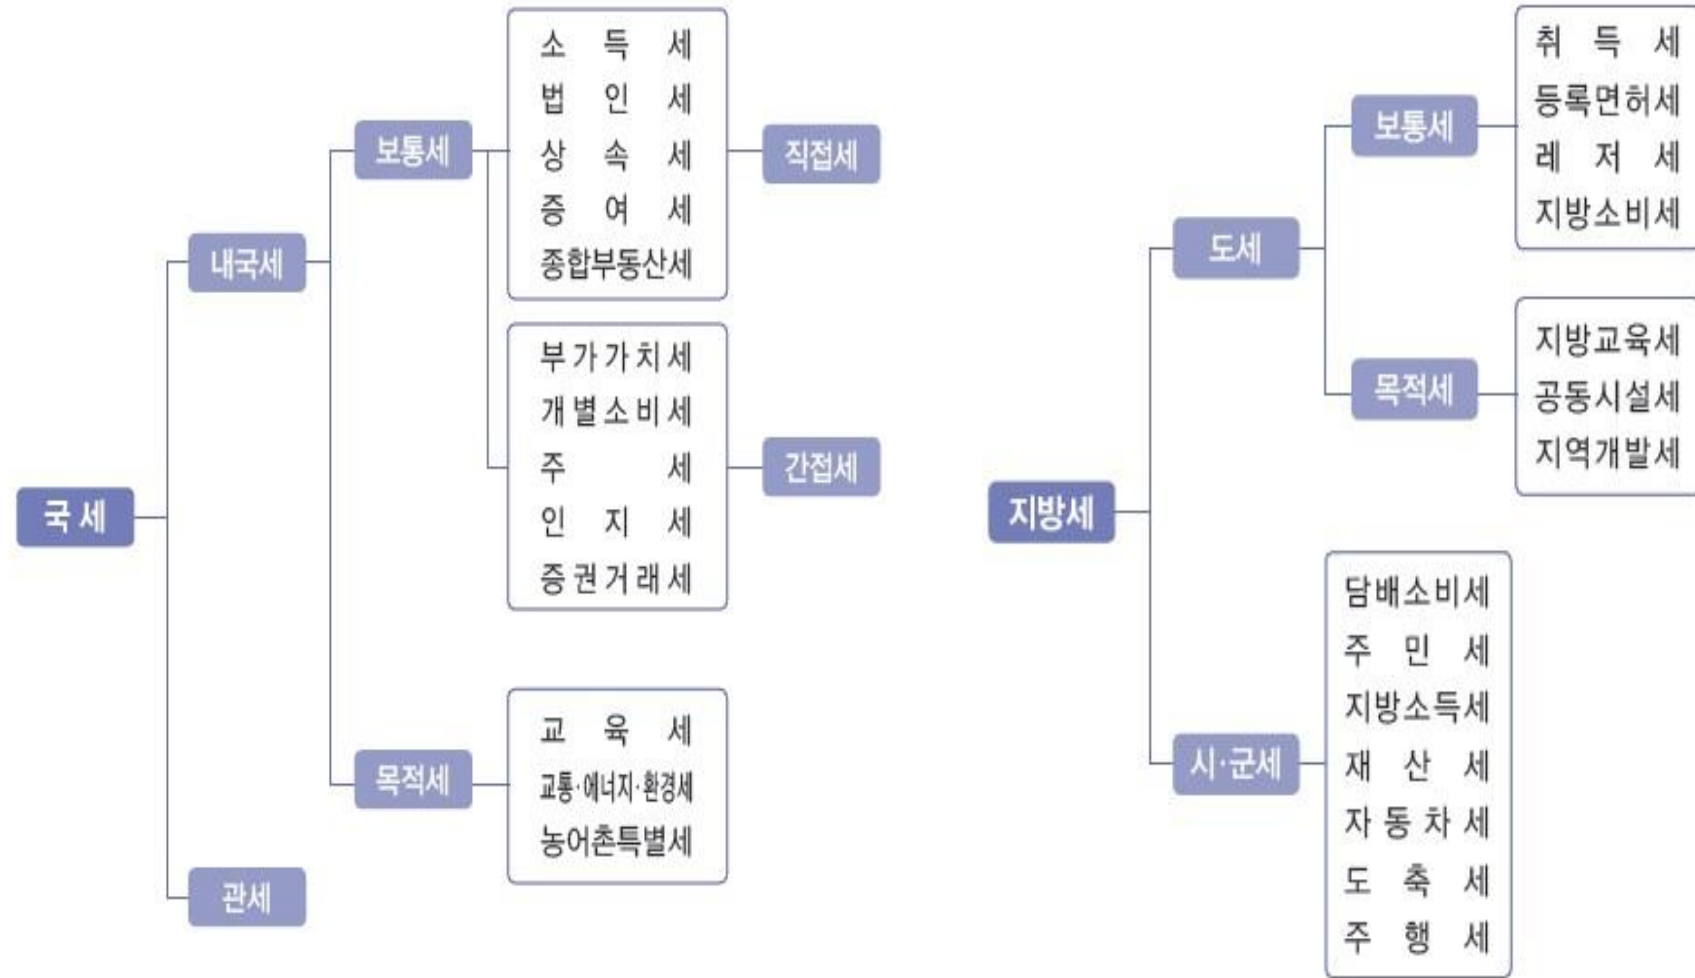 국 세
내국세
보통세
소 득 세
법 인 세
상 속 세
증 여 세
종합부동산세
직접세
부 가 가 치 세
개 별 소 비 세
주 세
인 지 세
증 권 거 래 세
간접세
목적세
교 육 세
교통·에너지·환경세
농어촌특별세
관세
지방세
도세
보통세
취 득 세
등록면허세
레 저 세
지방소비세
목적세
지방교육세
공동시설세
지역개발세
시·군세
담배소비세
주 민 세
지방소득세
재 산 세
자 동 차 세
도 축 세
주 행 세